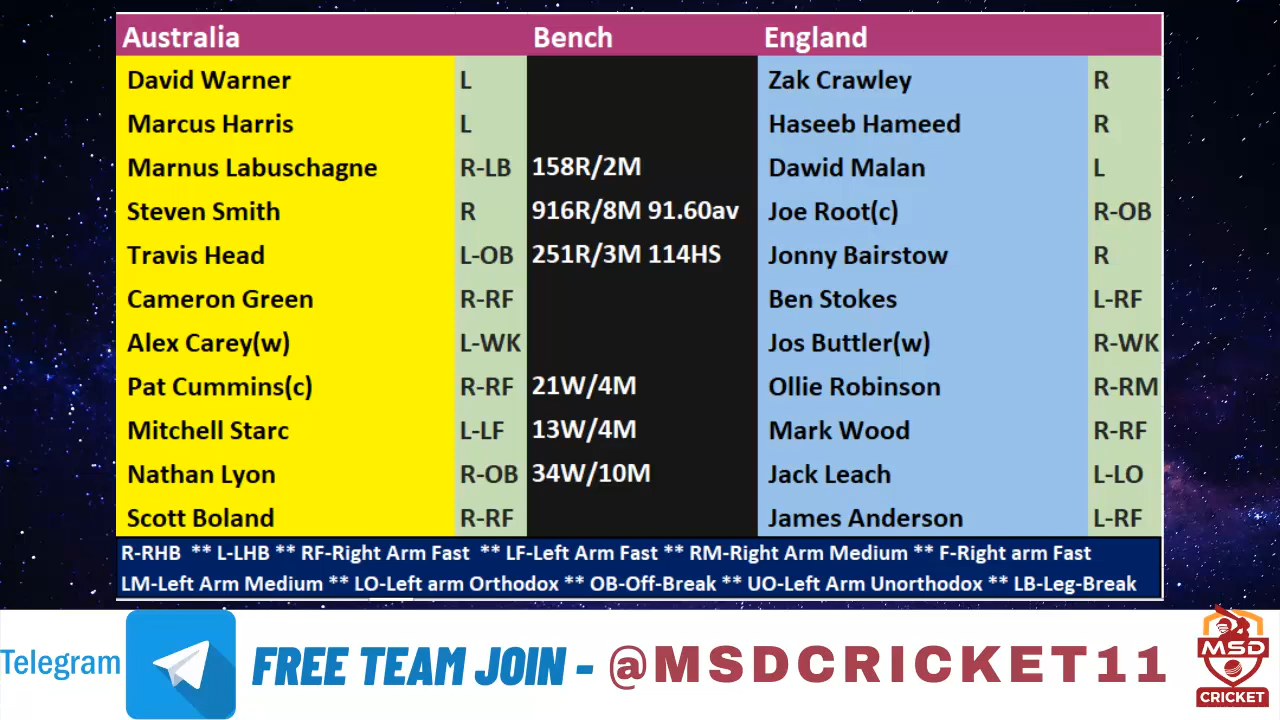 Australia Bench England
David Warner L Zak Crawley R
Marcus Harris L Haseeb Hameed R
Marnus Labuschagne R-LB 158R/2M Dawid Malan L
Steven Smith R 916R/8M 91.60av Joe Root(c) R-OB
Travis Head L-OB 251R/3M 114HS Jonny Bairstow R
Cameron Green R-RF Ben Stokes L-RF
Alex Carey(w) L-WK Jos Buttler(w) R-WK
Pat Cummins(c) R-RF 21W/4M Ollie Robinson R-RM
Mitchell Starc L-LF 13W/4M Mark Wood R-RF
Nathan Lyon R-OB 34W/10M Jack Leach L-LO
Scott Boland R-RF James Anderson L-RF
R-RHB ** L-LHB ** RF-Right Arm Fast ** LF-Left Arm Fast ** RM-Right Arm Medium ** F-Right arm Fast
LM-Left Arm Medium ** LO-Left arm Orthodox ** OB-Off-Break ** UO-Left Arm Unorthodox ** LB-Leg-Break
Telegram FREE TEAM JOIN - @MSDCRICKET11
MSD
CRICKET